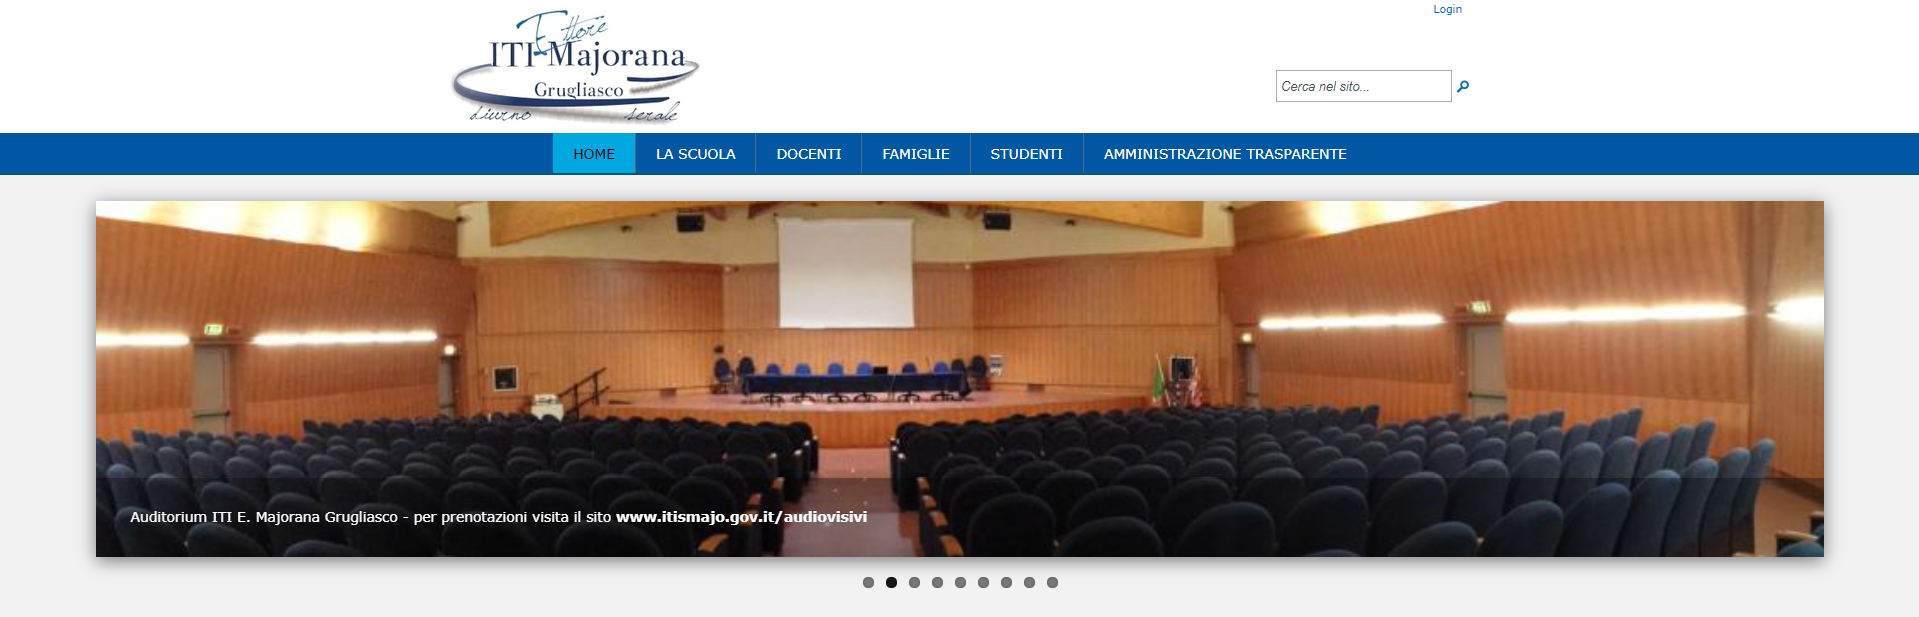 Login
Ettore
ITI Majorana
Grugliasco
diurno serale
Cerca nel sito...
HOME LA SCUOLA DOCENTI FAMIGLIE STUDENTI AMMINISTRAZIONE TRASPARENTE
Auditorium ITI E. Majorana Grugliasco - per prenotazioni visita il sito www.itismajo.gov.it/audiovisivi